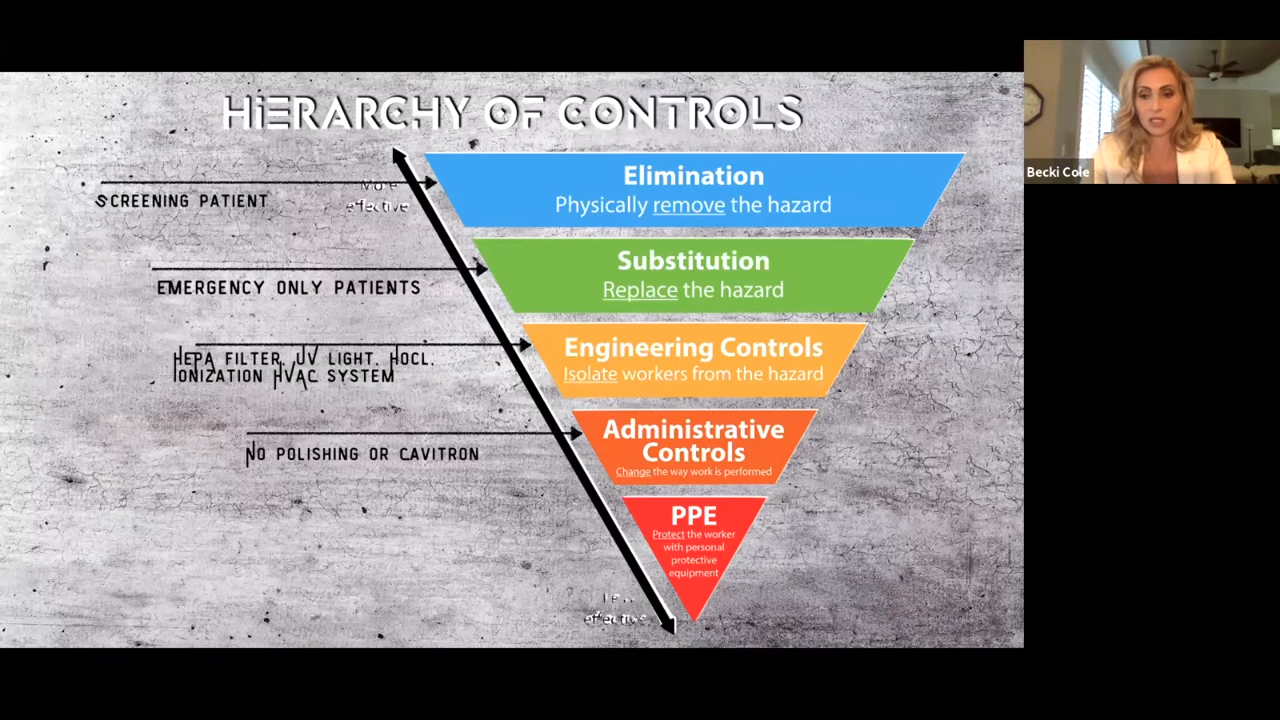 HiERARCHY OF CONTROLS
More
effective
SCREENING PATIENT
Elimination
Physically remove the hazard
EMERGENCY ONLY PATIENTS
Substitution
Replace the hazard
HEPA FILTER, UV LIGHT. HOCL.
IONIZATION HVAC SYSTEM
Engineering Controls
Isolate workers from the hazard
NO POLISHING OR CAVITRON
Administrative
Controls
Change the way work is performed
PPE
Protect the worker
with personal
protective
equipment
effective
Becki Cole